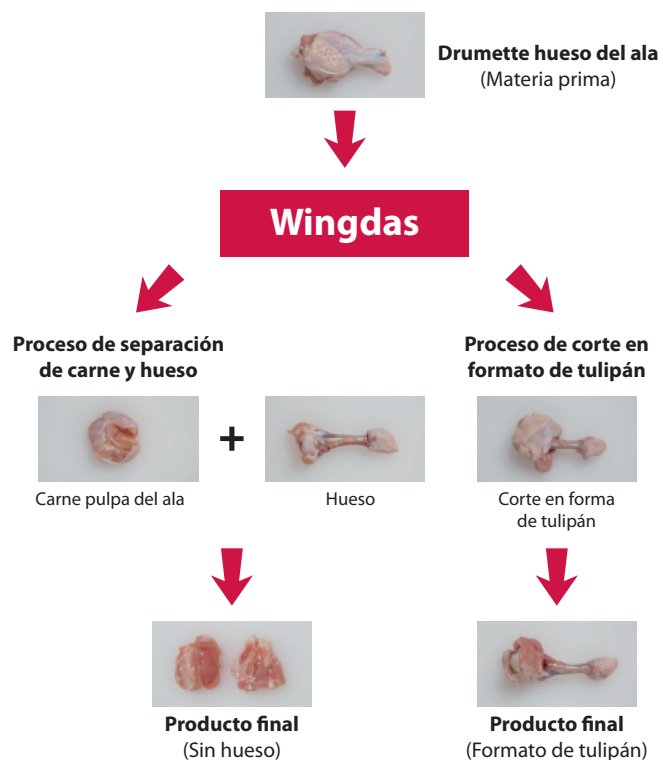 Drumette hueso del ala
(Materia prima)
Wingdas
Proceso de separación
de carne y hueso
Proceso de corte en
formato de tulipán
+
Carne pulpa del ala
Hueso
Corte en forma
de tulipán
Producto final
(Sin hueso)
Producto final
(Formato de tulipán)